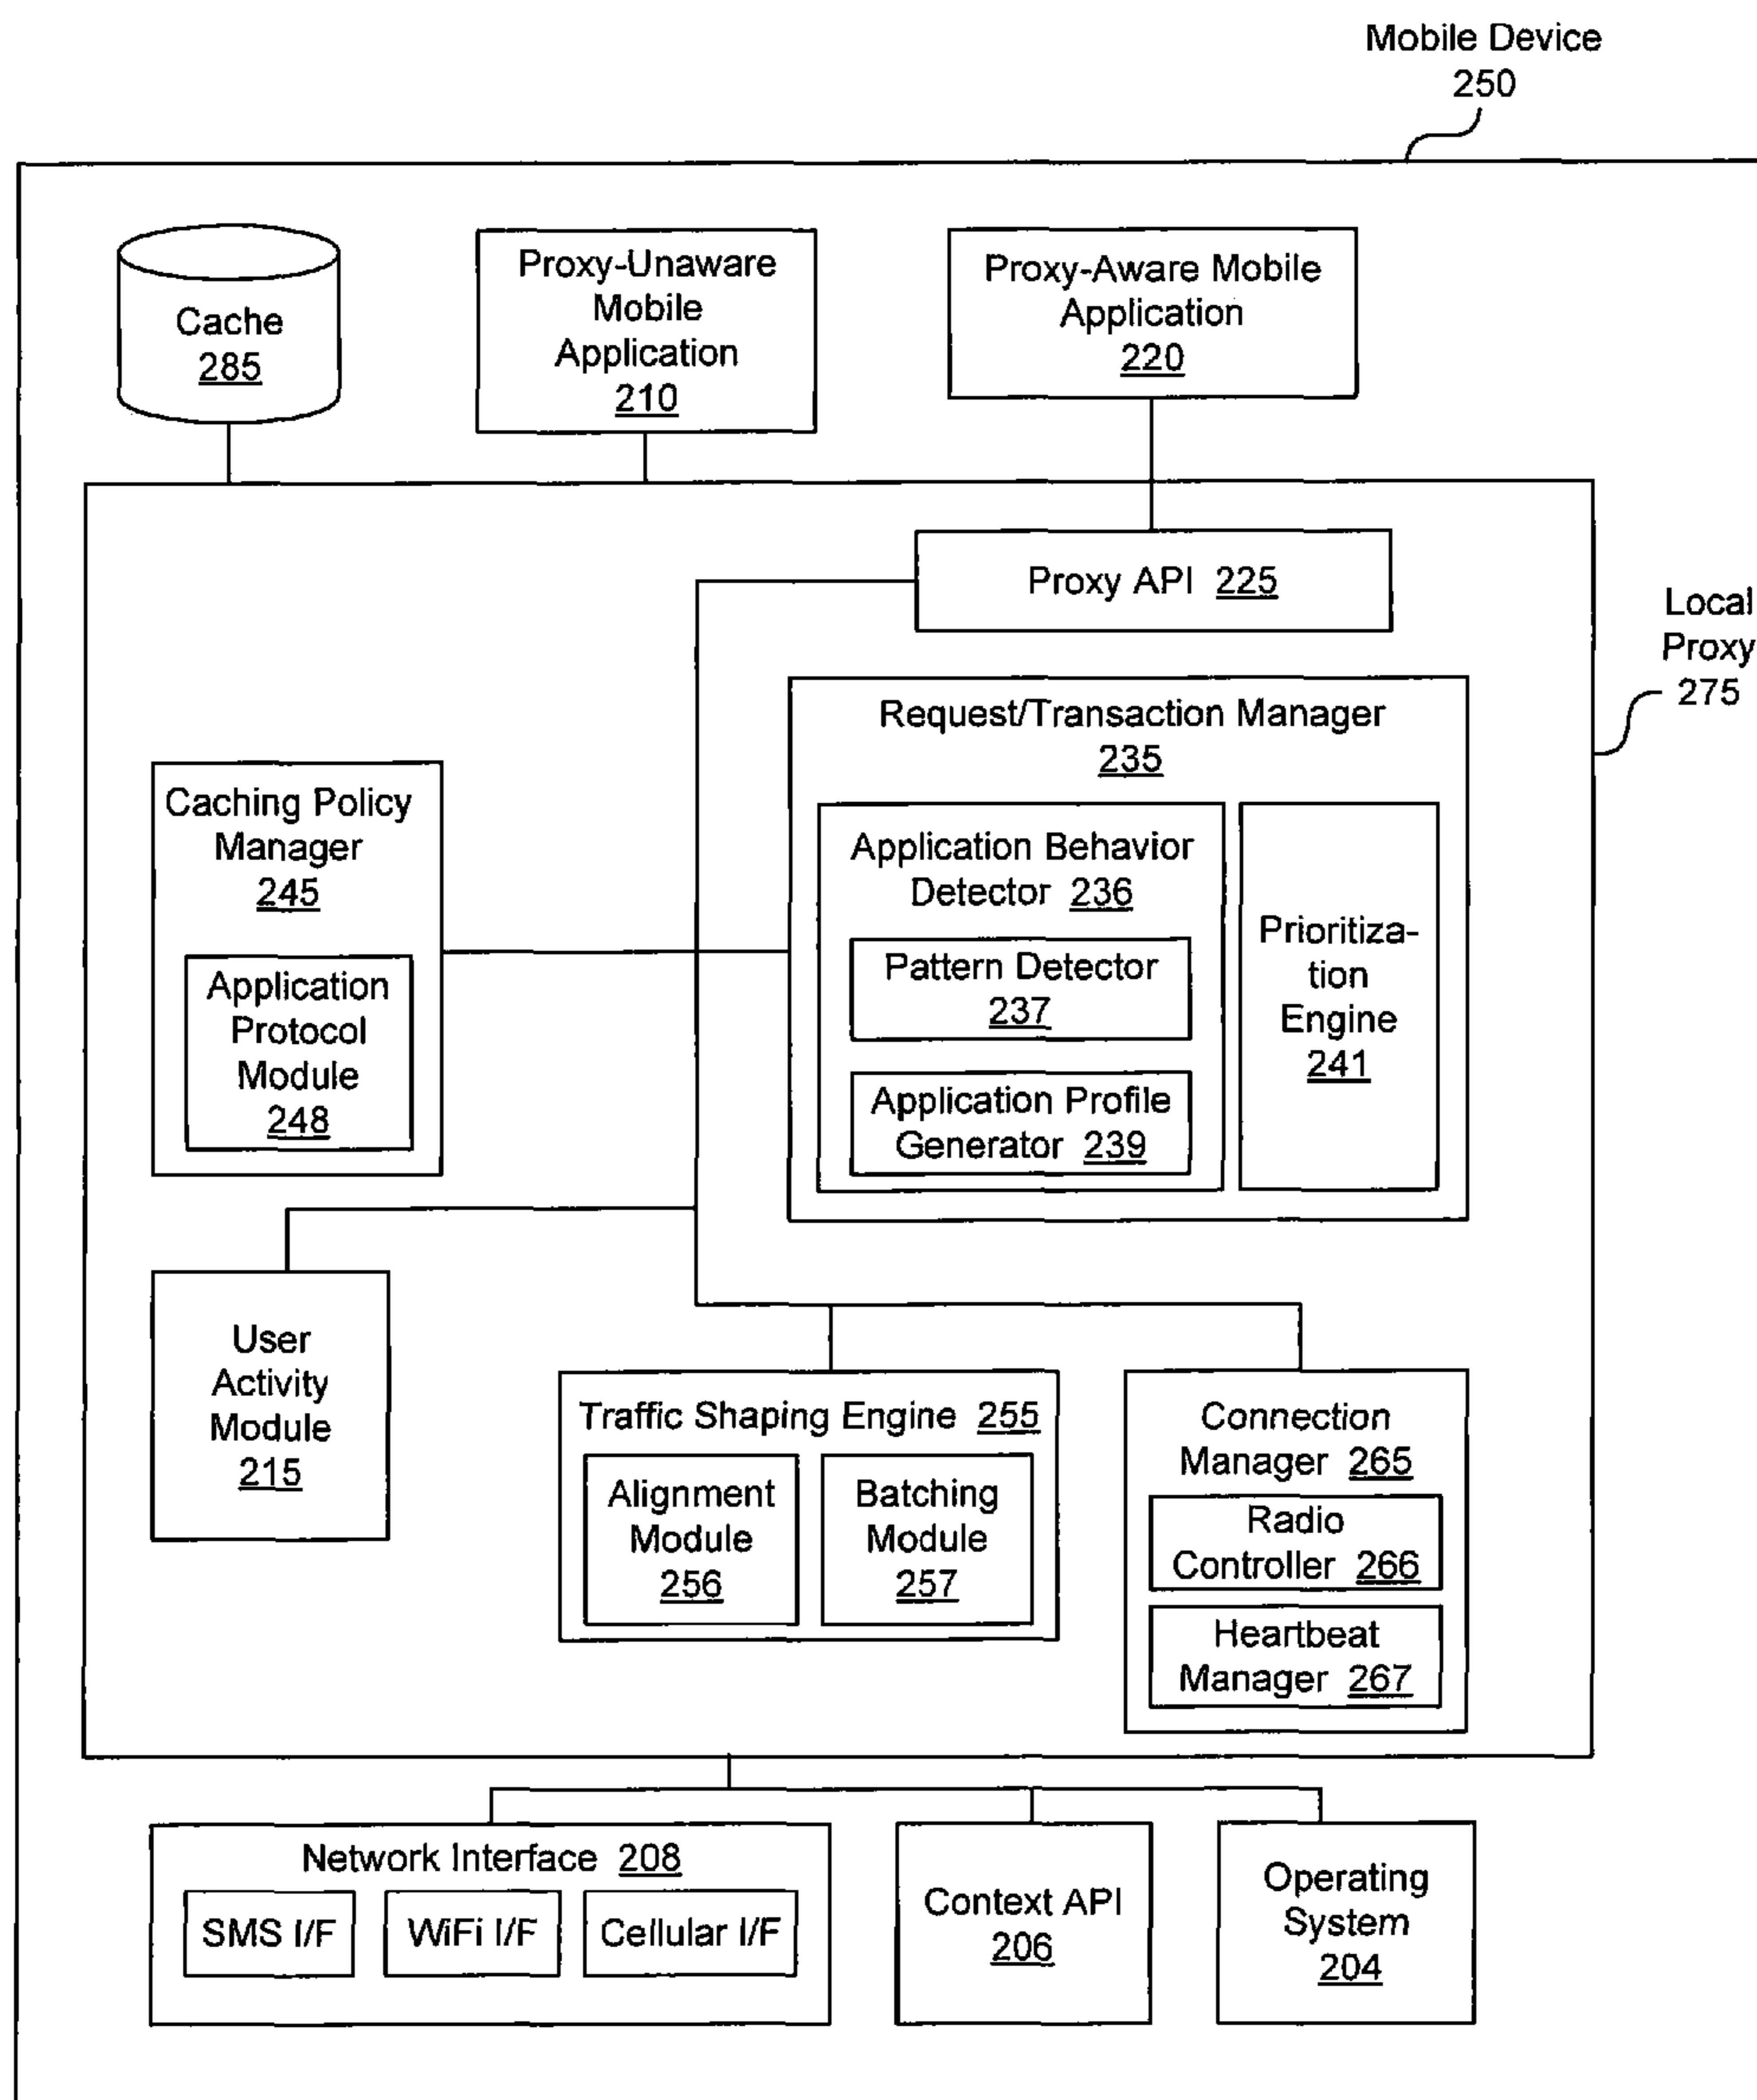 Mobile Device
250
Cache
285
Proxy-Unaware
Mobile
Application
210
Proxy-Aware Mobile
Application
220
Proxy API 225
Local
Proxy
275
Request/Transaction Manager
235
Caching Policy
Manager
245
Application
Protocol
Module
248
Application Behavior
Detector 236
Pattern Detector
237
Application Profile
Generator 239
Prioritiza-
tion
Engine
241
User
Activity
Module
215
Traffic Shaping Engine 255
Alignment
Module
256
Batching
Module
257
Connection
Manager 265
Radio
Controller 266
Heartbeat
Manager 267
Network Interface 208
SMS I/F
WiFi I/F
Cellular I/F
Context API
206
Operating
System
204